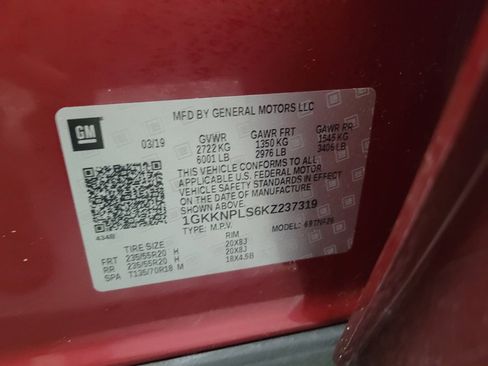 MFD BY GENERAL MOTORS LLC
GM
03/19 GVWR GAWR FRT GAWR RR
2722 KG 1350 KG 1545 KG
6001 LB 2976 LB 3406 LB
THIS VEHICLE CONFORMS TO ALL
APPLICABLE U.S. FEDERAL MOTOR
VEHICLE SAFETY STANDARDS IN EFFECT
ON THE DATE OF MANUFACTURE
SHOWN ABOVE.
1GKKNPLS6KZ237319
TYPE: M.P.V. MODEL:
TIRE SIZE RIM
FRT 235/55R20 H 20X8J
RR 235/55R20 H 20X8J
SPA T135/70R18 M 18X4.5B